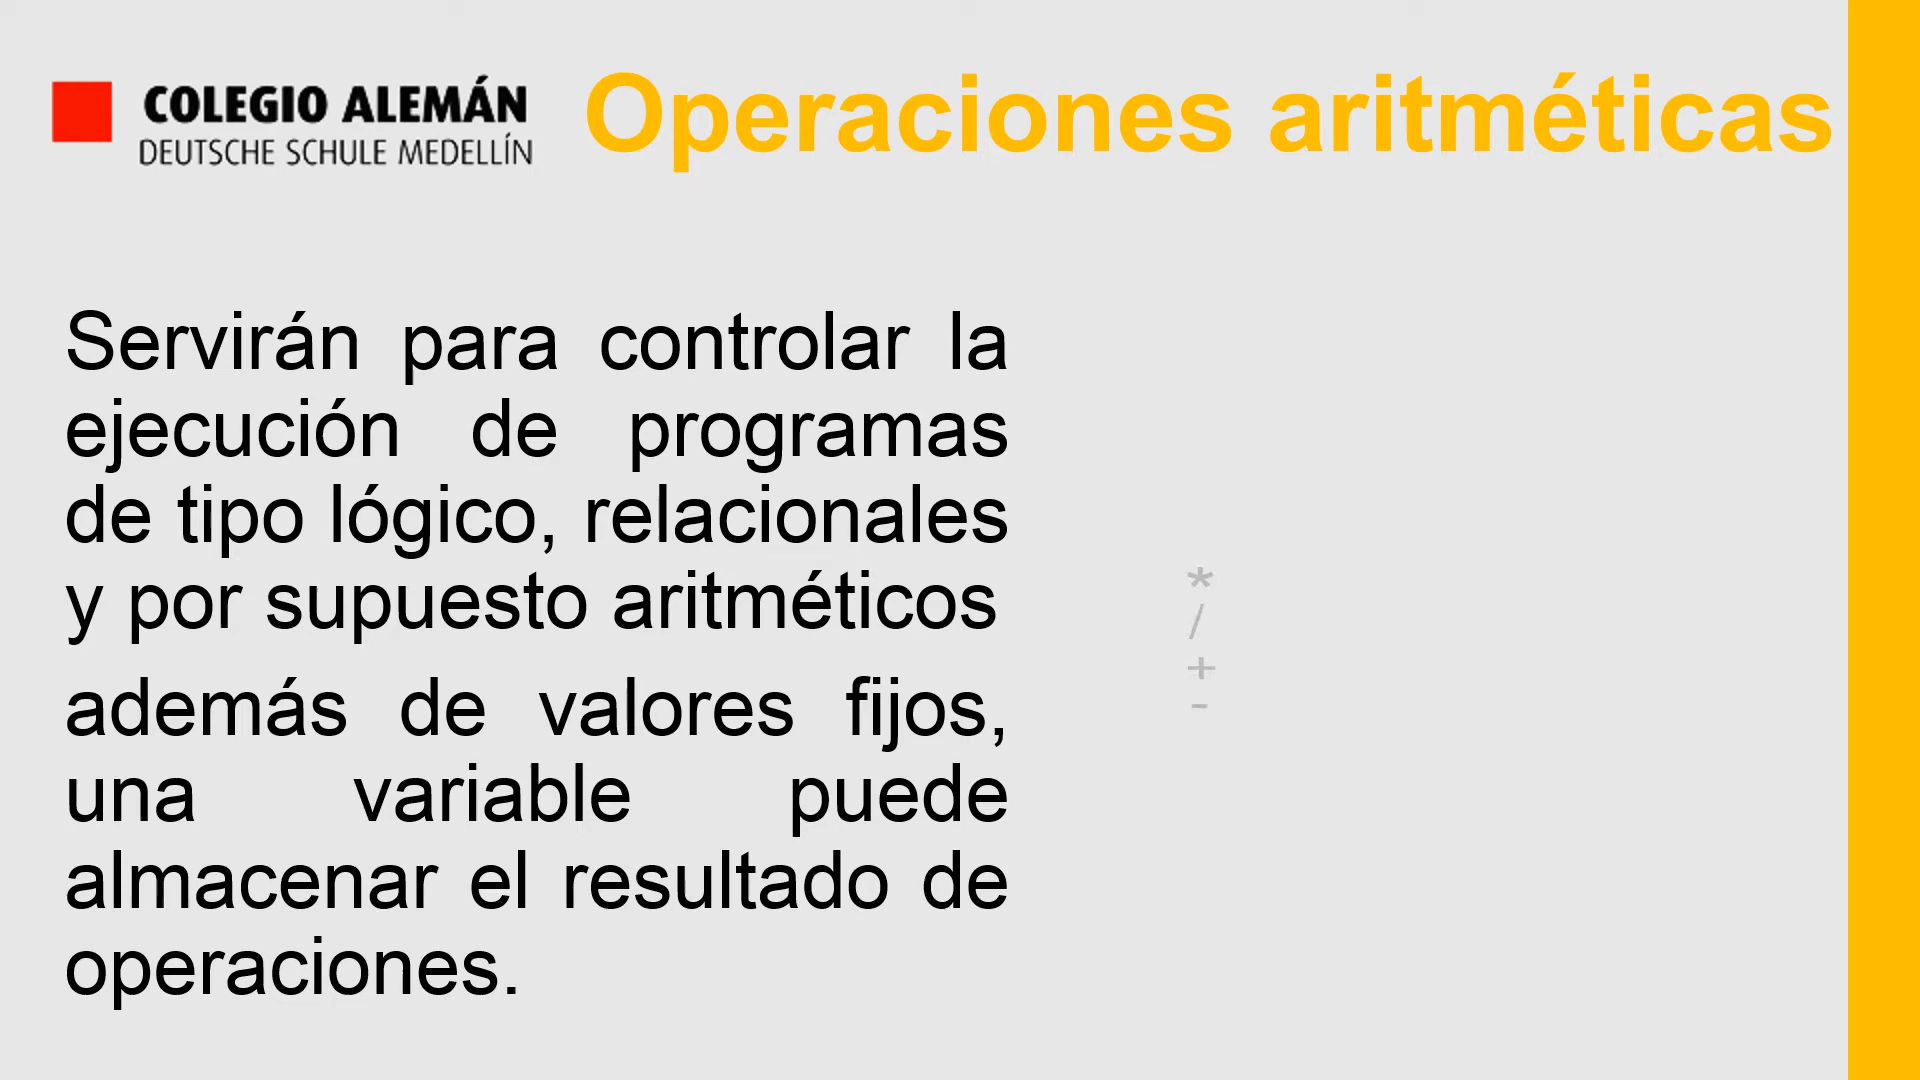 COLEGIO ALEMÁN
DEUTSCHE SCHULE MEDELLÍN
Operaciones aritméticas
Servirán para controlar la
ejecución de programas
de tipo lógico, relacionales
y por supuesto aritméticos
además de valores fijos,
una variable puede
almacenar el resultado de
operaciones.
*
/
+
-